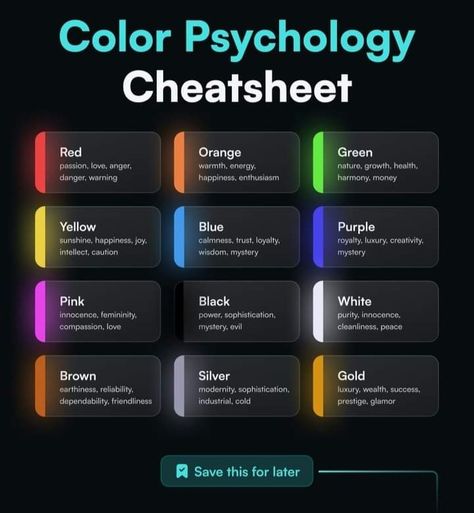 Color Psychology
Cheatsheet
Red
passion, love, anger,
danger, warning
Orange
warmth, energy,
happiness, enthusiasm
Green
nature, growth, health,
harmony, money
Yellow
sunshine, happiness, joy,
intellect, caution
Blue
calmness, trust, loyalty,
wisdom, mystery
Purple
royalty, luxury, creativity,
mystery
Pink
innocence, femininity,
compassion, love
Black
power, sophistication,
mystery, evil
White
purity, innocence,
cleanliness, peace
Brown
earthiness, reliability,
dependability, friendliness
Silver
modernity, sophistication,
industrial, cold
Gold
luxury, wealth, success,
prestige, glamor
Save this for later